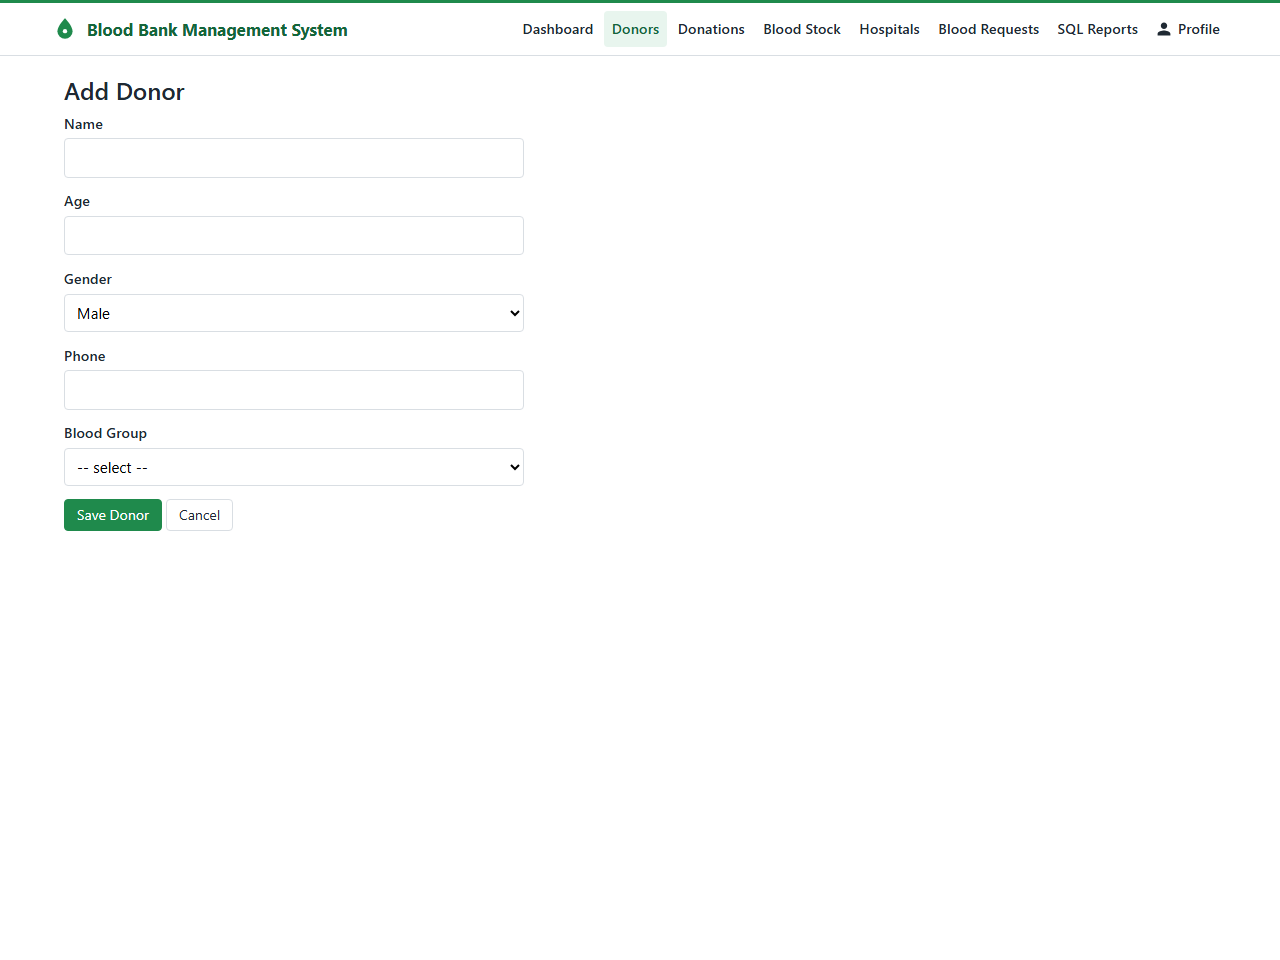 Blood Bank Management System
Dashboard Donors Donations Blood Stock Hospitals Blood Requests SQL Reports Profile
Add Donor
Name
Age
Gender
Male
Phone
Blood Group
-- select --
Save Donor Cancel